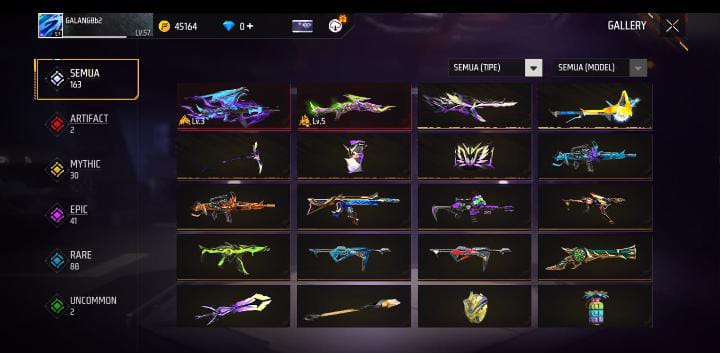 GALANGBb2
LV.57
45164
0 +
GALLERY
SEMUA
163
SEMUA (TIPE)
SEMUA (MODEL)
ARTIFACT
2
Lv.3
Lv.5
MYTHIC
30
EPIC
41
RARE
88
UNCOMMON
2